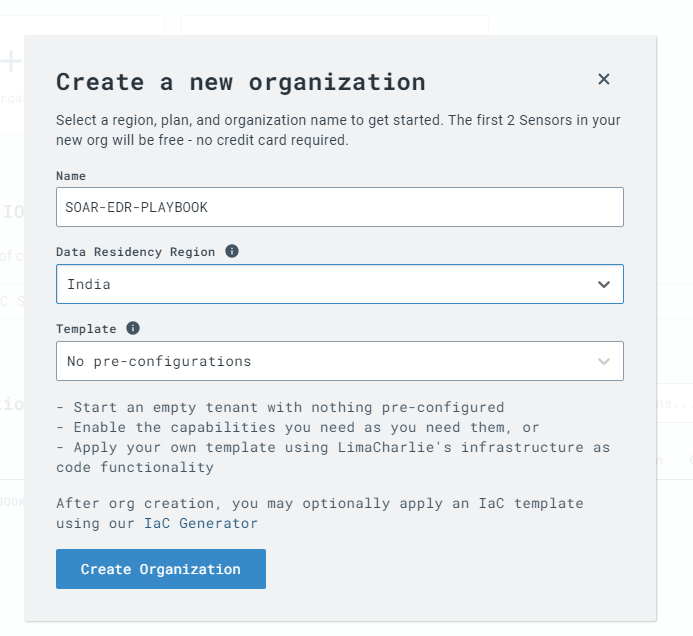 Create a new organization
Select a region, plan, and organization name to get started. The first 2 Sensors in your
new org will be free - no credit card required.
Name
SOAR-EDR-PLAYBOOK
Data Residency Region
India
Template
No pre-configurations
- Start an empty tenant with nothing pre-configured
- Enable the capabilities you need as you need them, or
- Apply your own template using LimaCharlie's infrastructure as
code functionality
After org creation, you may optionally apply an IaC template
using our IaC Generator
Create Organization